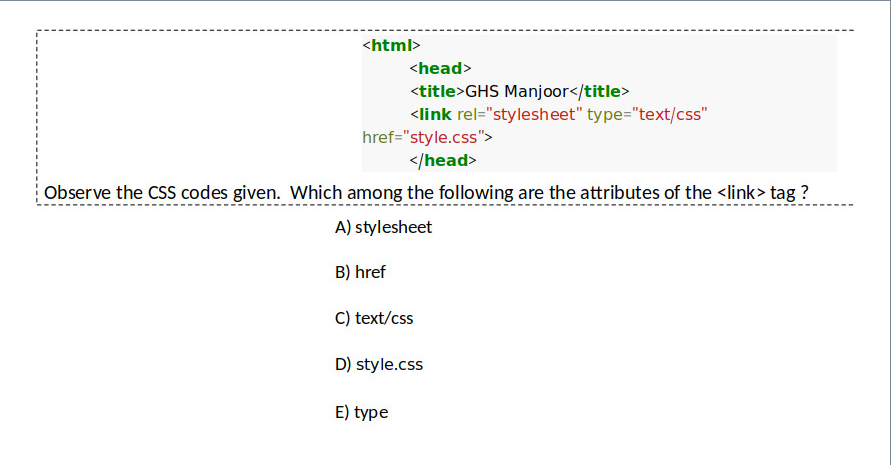 <html>
<head>
<title>GHS Manjoor</title>
<link rel="stylesheet" type="text/css"
href="style.css">
</head>
Observe the CSS codes given.  Which among the following are the attributes of the <link> tag ?
A) stylesheet
B) href
C) text/css
D) style.css
E) type